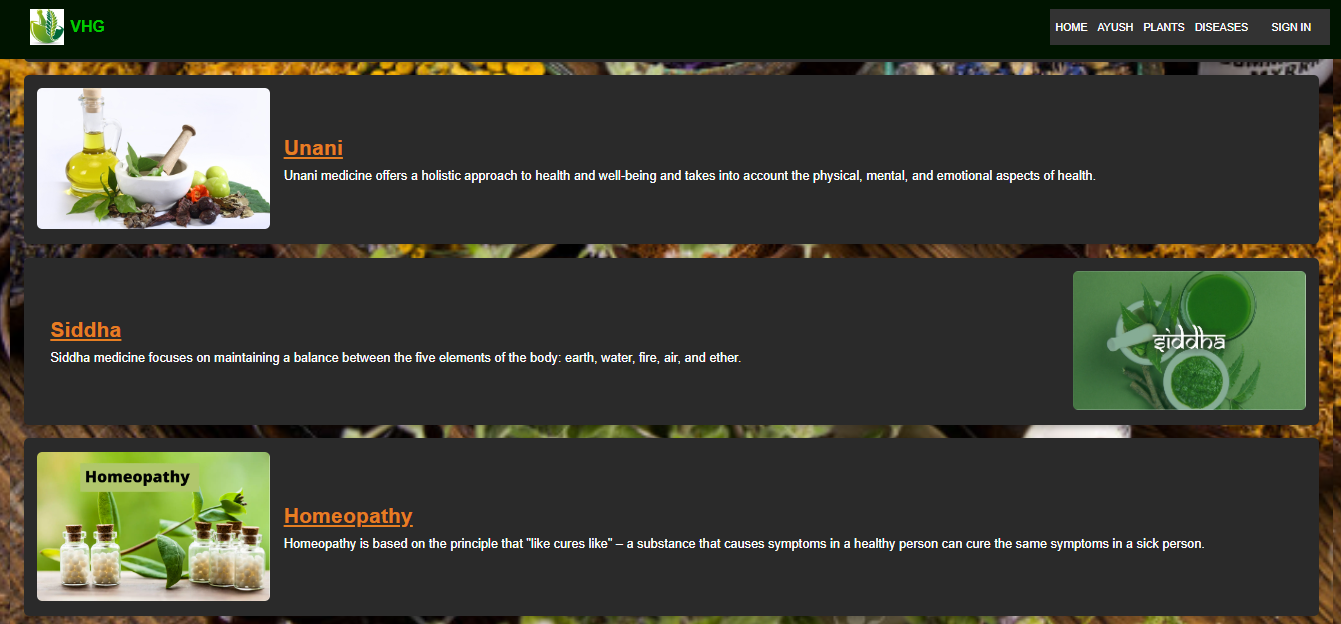 VHG
HOME AYUSH PLANTS DISEASES SIGN IN
Unani
Unani medicine offers a holistic approach to health and well-being and takes into account the physical, mental, and emotional aspects of health.
Siddha
Siddha medicine focuses on maintaining a balance between the five elements of the body: earth, water, fire, air, and ether.
siddha
Homeopathy
Homeopathy
Homeopathy is based on the principle that "like cures like" – a substance that causes symptoms in a healthy person can cure the same symptoms in a sick person.